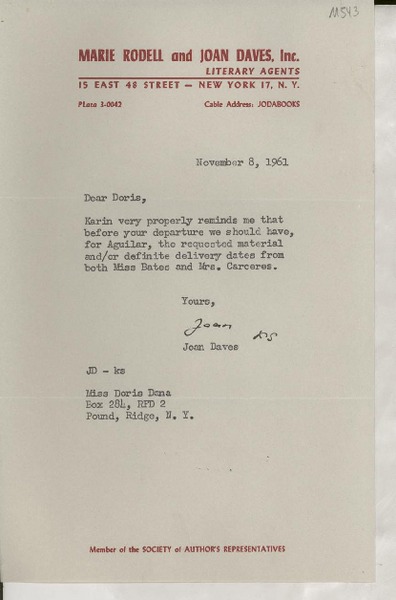 M543
MARIE RODELL and JOAN DAVES, Inc.
LITERARY AGENTS
15 EAST 48 STREET — NEW YORK 17, N. Y.
PLaza 3-0042 Cable Address: JODABOOKS
November 8, 1961
Dear Doris,
Karin very properly reminds me that
before your departure we should have,
for Aguilar, the requested material
and/or definite delivery dates from
both Miss Bates and Mrs. Carceres.
Yours,
Joan
Joan Daves
JD - ks
Miss Doris Dana
Box 284, RFD 2
Pound, Ridge, N. Y.
Member of the SOCIETY of AUTHOR'S REPRESENTATIVES